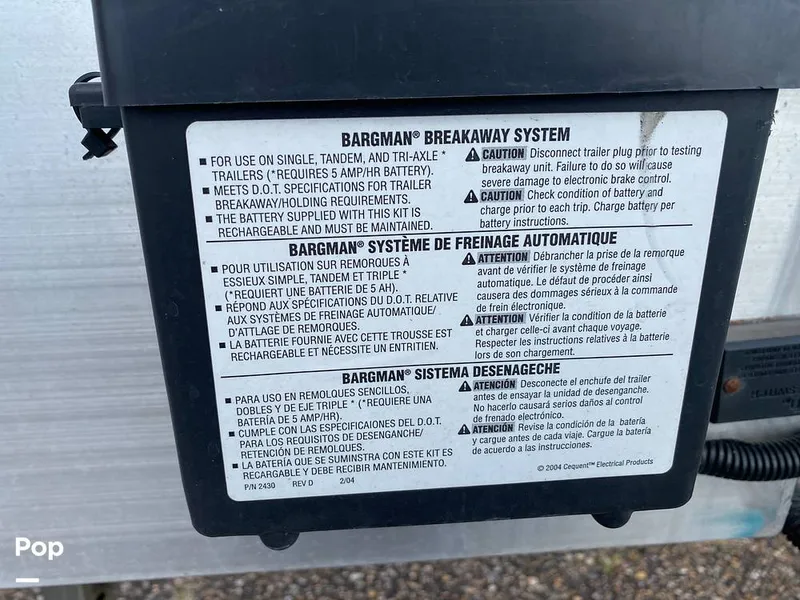 BARGMAN® BREAKAWAY SYSTEM
■ FOR USE ON SINGLE, TANDEM, AND TRI-AXLE *
TRAILERS (*REQUIRES 5 AMP/HR BATTERY).
■ MEETS D.O.T. SPECIFICATIONS FOR TRAILER
BREAKAWAY/HOLDING REQUIREMENTS.
■ THE BATTERY SUPPLIED WITH THIS KIT IS
RECHARGEABLE AND MUST BE MAINTAINED.
⚠ CAUTION Disconnect trailer plug prior to testing
breakaway unit. Failure to do so will cause
severe damage to electronic brake control.
⚠ CAUTION Check condition of battery and
charge prior to each trip. Charge battery per
battery instructions.
BARGMAN® SYSTÈME DE FREINAGE AUTOMATIQUE
■ POUR UTILISATION SUR REMORQUES À
ESSIEUX SIMPLE, TANDEM ET TRIPLE *
(*REQUIERT UNE BATTERIE DE 5 AH).
■ RÉPOND AUX SPÉCIFICATIONS DU D.O.T. RELATIVE
AUX SYSTÈMES DE FREINAGE AUTOMATIQUE/
D'ATTLAGE DE REMORQUES.
■ LA BATTERIE FOURNIE AVEC CETTE TROUSSE EST
RECHARGEABLE ET NÉCESSITE UN ENTRITIEN.
⚠ ATTENTION Débrancher la prise de la remorque
avant de vérifier le système de freinage
automatique. Le défaut de procéder ainsi
causera des dommages sérieux à la commande
de frein électronique.
⚠ ATTENTION Vérifier la condition de la batterie
et charger celle-ci avant chaque voyage.
Respecter les instructions relatives à la batterie
lors de son chargement.
BARGMAN® SISTEMA DESENAGECHE
■ PARA USO EN REMOLQUES SENCILLOS,
DOBLES Y DE EJE TRIPLE * (*REQUIERE UNA
BATERÍA DE 5 AMP/HR).
■ CUMPLE CON LAS ESPECIFICAIONES DEL D.O.T.
PARA LOS REQUISITOS DE DESENGANCHE/
RETENCIÓN DE REMOLQUES.
■ LA BATERÍA QUE SE SUMINSTRA CON ESTE KIT ES
RECARGABLE Y DEBE RECIBIR MANTENIMIENTO.
⚠ ATENCIÓN Desconecte el enchufe del trailer
antes de ensayar la unidad de desenganche.
No hacerlo causará serios daños al control
de frenado electrónico.
⚠ ATENCIÓN Revise la condición de la batería
y cargue antes de cada viaje. Cargue la batería
de acuerdo a las instrucciones.
P/N 2430 REV D 2/04
© 2004 Cequent™ Electrical Products
Pop